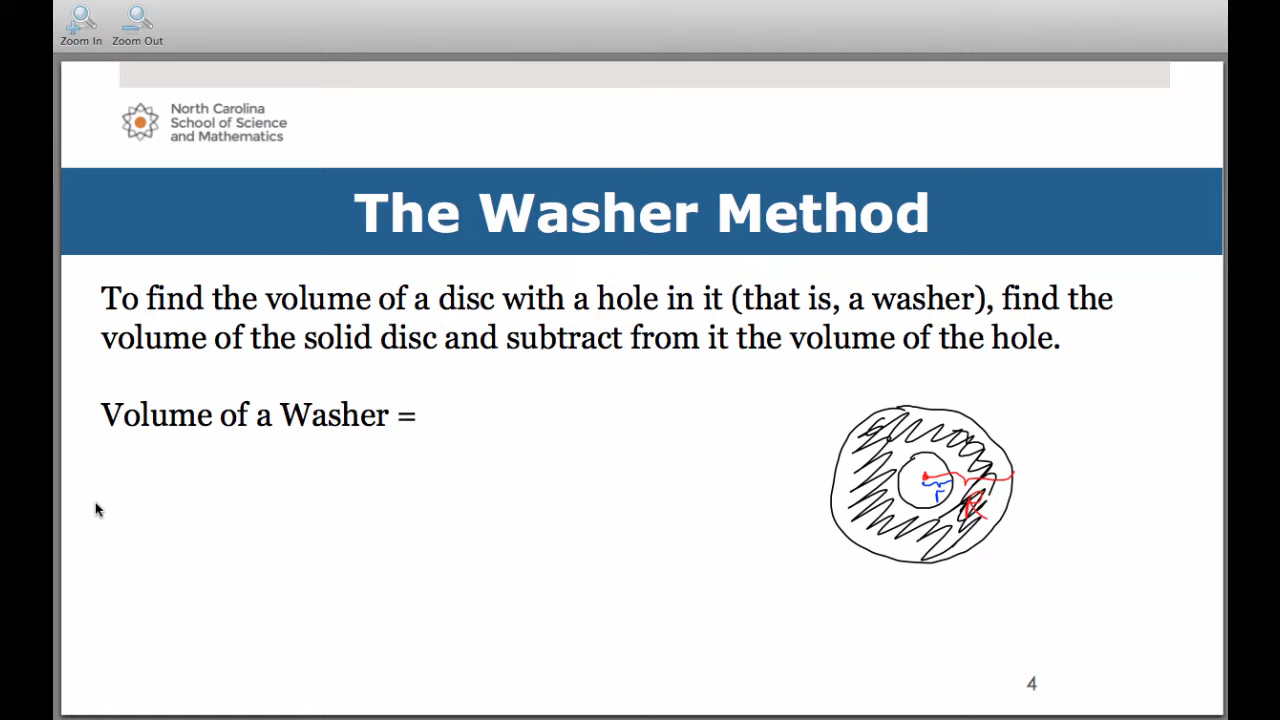 Zoom In Zoom Out
North Carolina
School of Science
and Mathematics
The Washer Method
To find the volume of a disc with a hole in it (that is, a washer), find the
volume of the solid disc and subtract from it the volume of the hole.
Volume of a Washer =
r
R
4